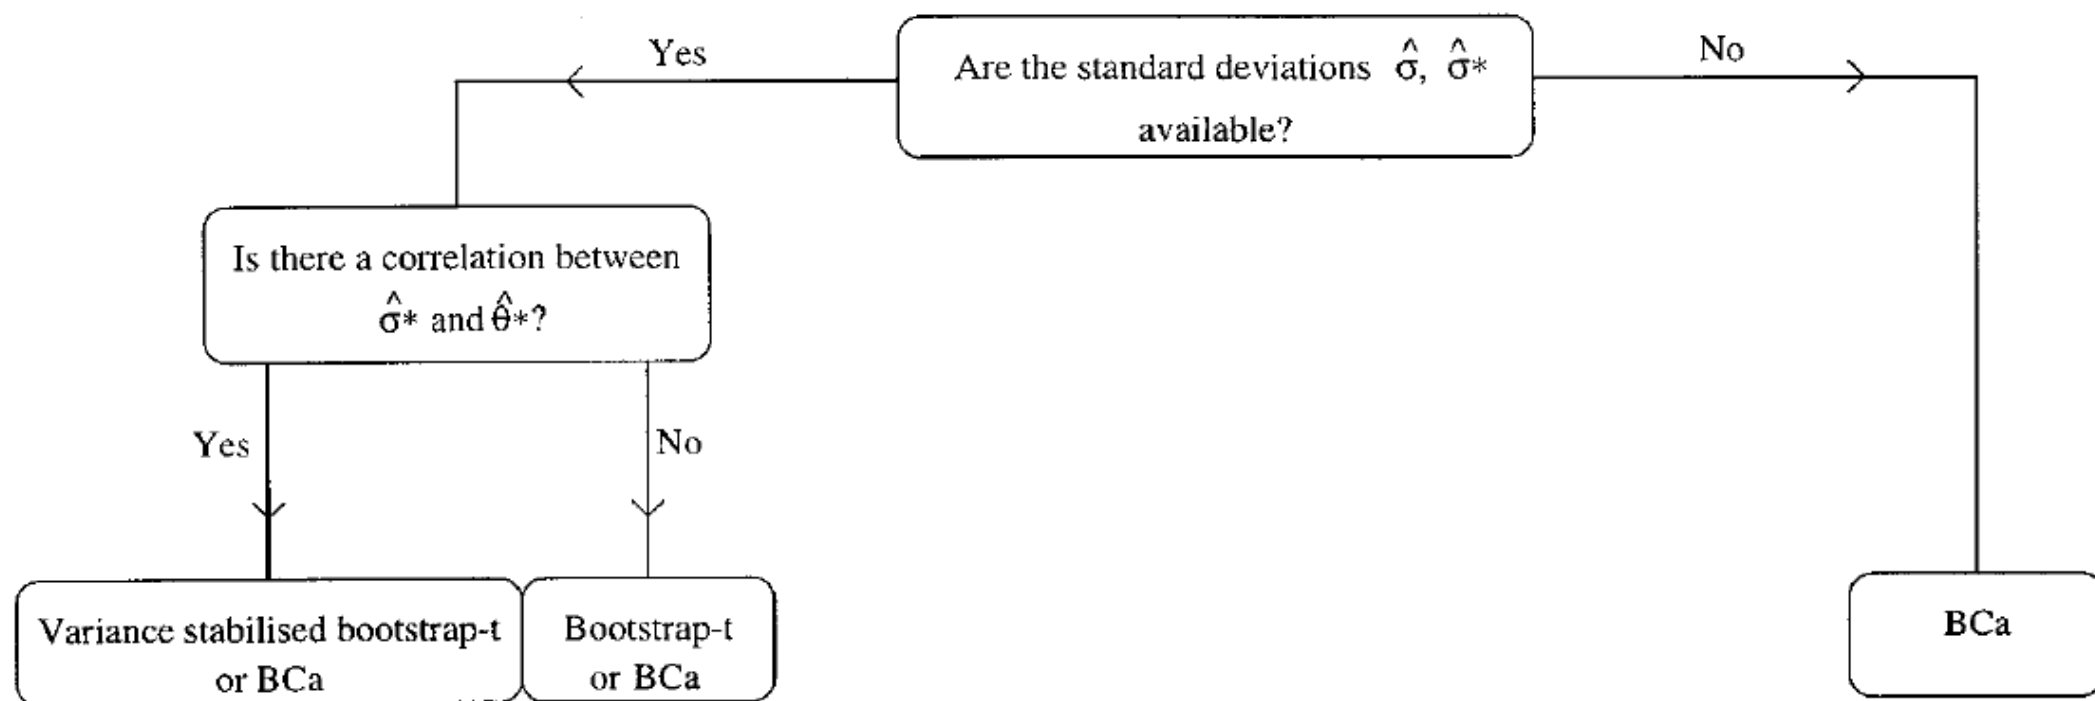 Yes
Are the standard deviations σ̂, σ̂*
available?
No
Is there a correlation between
σ̂* and θ̂*?
Yes
No
Variance stabilised bootstrap-t
or BCa
Bootstrap-t
or BCa
BCa